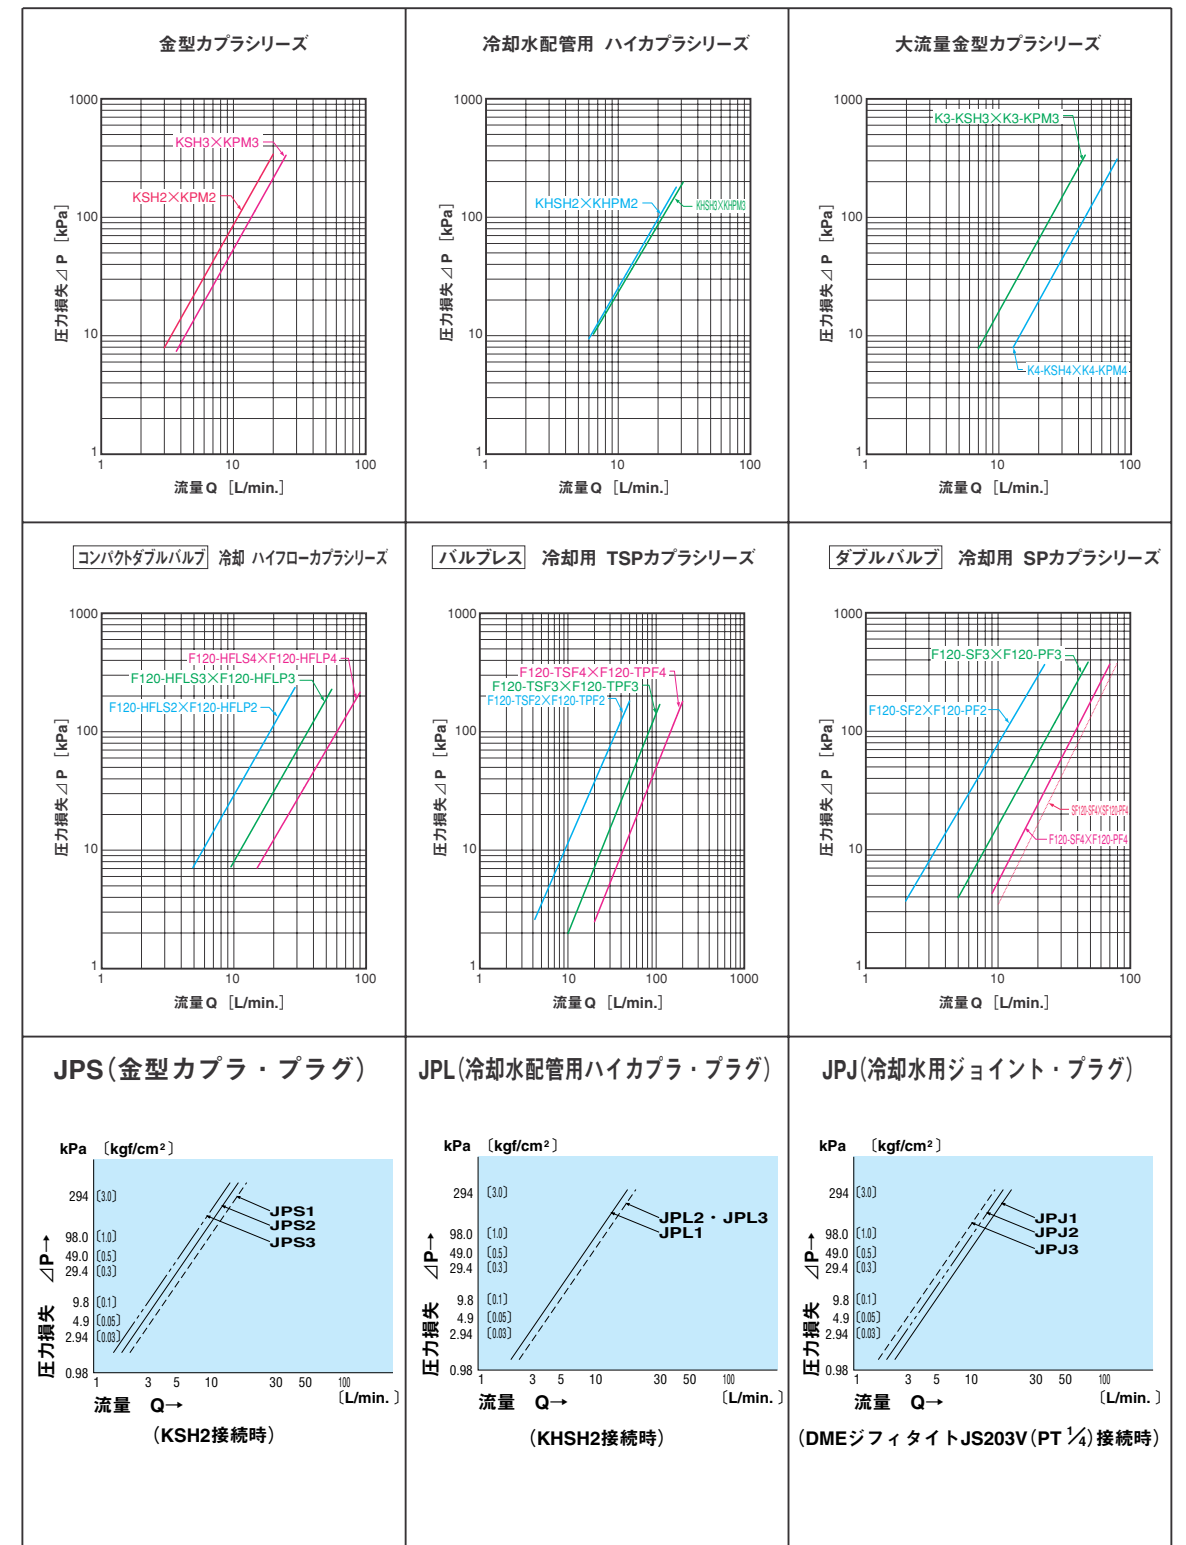 金型カプラシリーズ
1000
100
10
1
1
10
100
圧力損失⊿P [kPa]
流量Q [L/min.]
KSH3×KPM3
KSH2×KPM2
冷却水配管用 ハイカプラシリーズ
1000
100
10
1
1
10
100
圧力損失⊿P [kPa]
流量Q [L/min.]
KHSH2×KHPM2
KHSH3×KHPM3
大流量金型カプラシリーズ
1000
100
10
1
1
10
100
圧力損失⊿P [kPa]
流量Q [L/min.]
K3-KSH3×K3-KPM3
K4-KSH4×K4-KPM4
コンパクトダブルバルブ 冷却 ハイフローカプラシリーズ
1000
100
10
1
1
10
100
圧力損失⊿P [kPa]
流量Q [L/min.]
F120-HFLS4×F120-HFLP4
F120-HFLS3×F120-HFLP3
F120-HFLS2×F120-HFLP2
バルブレス 冷却用 TSPカプラシリーズ
1000
100
10
1
1
10
100
1000
圧力損失⊿P [kPa]
流量Q [L/min.]
F120-TSF4×F120-TPF4
F120-TSF3×F120-TPF3
F120-TSF2×F120-TPF2
ダブルバルブ 冷却用 SPカプラシリーズ
1000
100
10
1
1
10
100
圧力損失⊿P [kPa]
流量Q [L/min.]
F120-SF3×F120-PF3
F120-SF2×F120-PF2
SF120-SF4×SF120-PF4
F120-SF4×F120-PF4
JPS(金型カプラ・プラグ)
kPa 〔kgf/cm²〕
294 〔3.0〕
98.0 〔1.0〕
49.0 〔0.5〕
29.4 〔0.3〕
9.8 〔0.1〕
4.9 〔0.05〕
2.94 〔0.03〕
0.98
圧力損失 ⊿P→
JPS1
JPS2
JPS3
1 3 5 10 30 50 100
流量 Q→ 〔L/min.〕
(KSH2接続時)
JPL(冷却水配管用ハイカプラ・プラグ)
kPa 〔kgf/cm²〕
294 〔3.0〕
98.0 〔1.0〕
49.0 〔0.5〕
29.4 〔0.3〕
9.8 〔0.1〕
4.9 〔0.05〕
2.94 〔0.03〕
0.98
圧力損失 ⊿P→
JPL2・JPL3
JPL1
1 3 5 10 30 50 100
流量 Q→ 〔L/min.〕
(KHSH2接続時)
JPJ(冷却水用ジョイント・プラグ)
kPa 〔kgf/cm²〕
294 〔3.0〕
98.0 〔1.0〕
49.0 〔0.5〕
29.4 〔0.3〕
9.8 〔0.1〕
4.9 〔0.05〕
2.94 〔0.03〕
0.98
圧力損失 ⊿P→
JPJ1
JPJ2
JPJ3
1 3 5 10 30 50 100
流量 Q→ 〔L/min.〕
(DMEジフィタイトJS203V(PT 1/4)接続時)